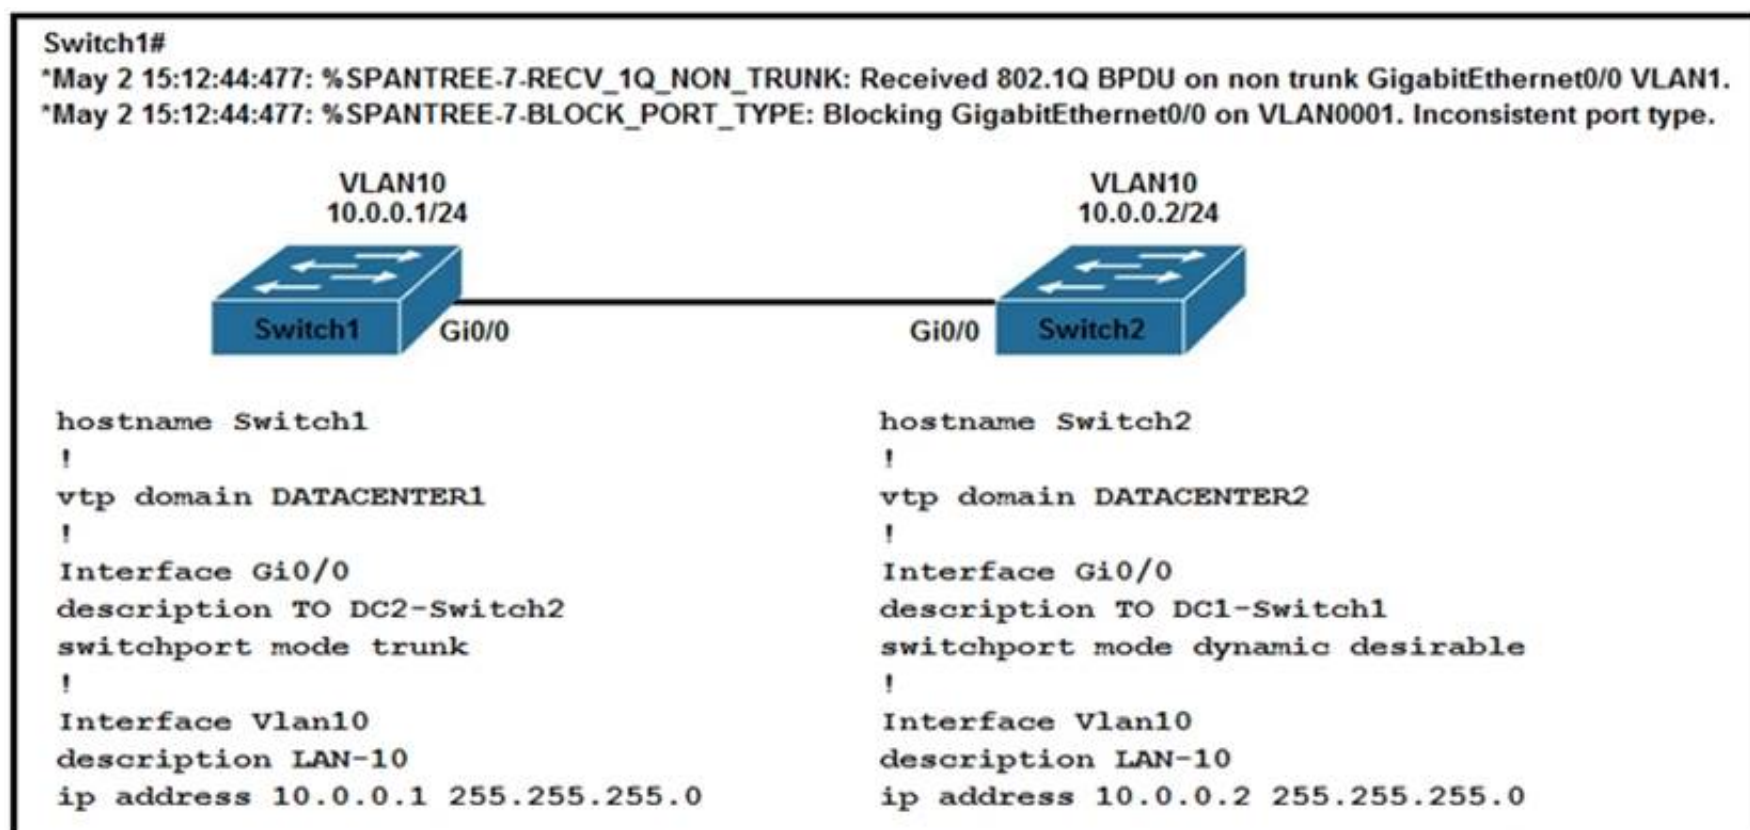 Switch1#
*May 2 15:12:44:477: %SPANTREE-7-RECV_1Q_NON_TRUNK: Received 802.1Q BPDU on non trunk GigabitEthernet0/0 VLAN1.
*May 2 15:12:44:477: %SPANTREE-7-BLOCK_PORT_TYPE: Blocking GigabitEthernet0/0 on VLAN0001. Inconsistent port type.
VLAN10
10.0.0.1/24
VLAN10
10.0.0.2/24
Switch1
Gi0/0
Gi0/0
Switch2
hostname Switch1
!
vtp domain DATACENTER1
!
Interface Gi0/0
description TO DC2-Switch2
switchport mode trunk
!
Interface Vlan10
description LAN-10
ip address 10.0.0.1 255.255.255.0
hostname Switch2
!
vtp domain DATACENTER2
!
Interface Gi0/0
description TO DC1-Switch1
switchport mode dynamic desirable
!
Interface Vlan10
description LAN-10
ip address 10.0.0.2 255.255.255.0